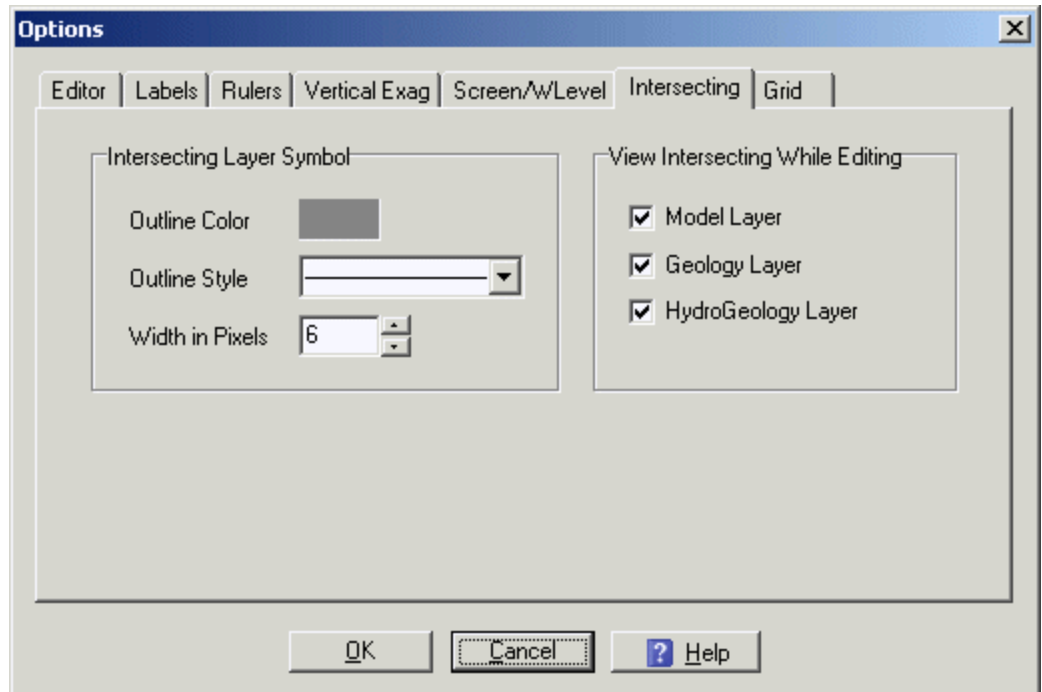 Options
Editor Labels Rulers Vertical Exag Screen/WLevel Intersecting Grid
Intersecting Layer Symbol
Outline Color
Outline Style
Width in Pixels 6
View Intersecting While Editing
Model Layer
Geology Layer
HydroGeology Layer
OK Cancel ? Help